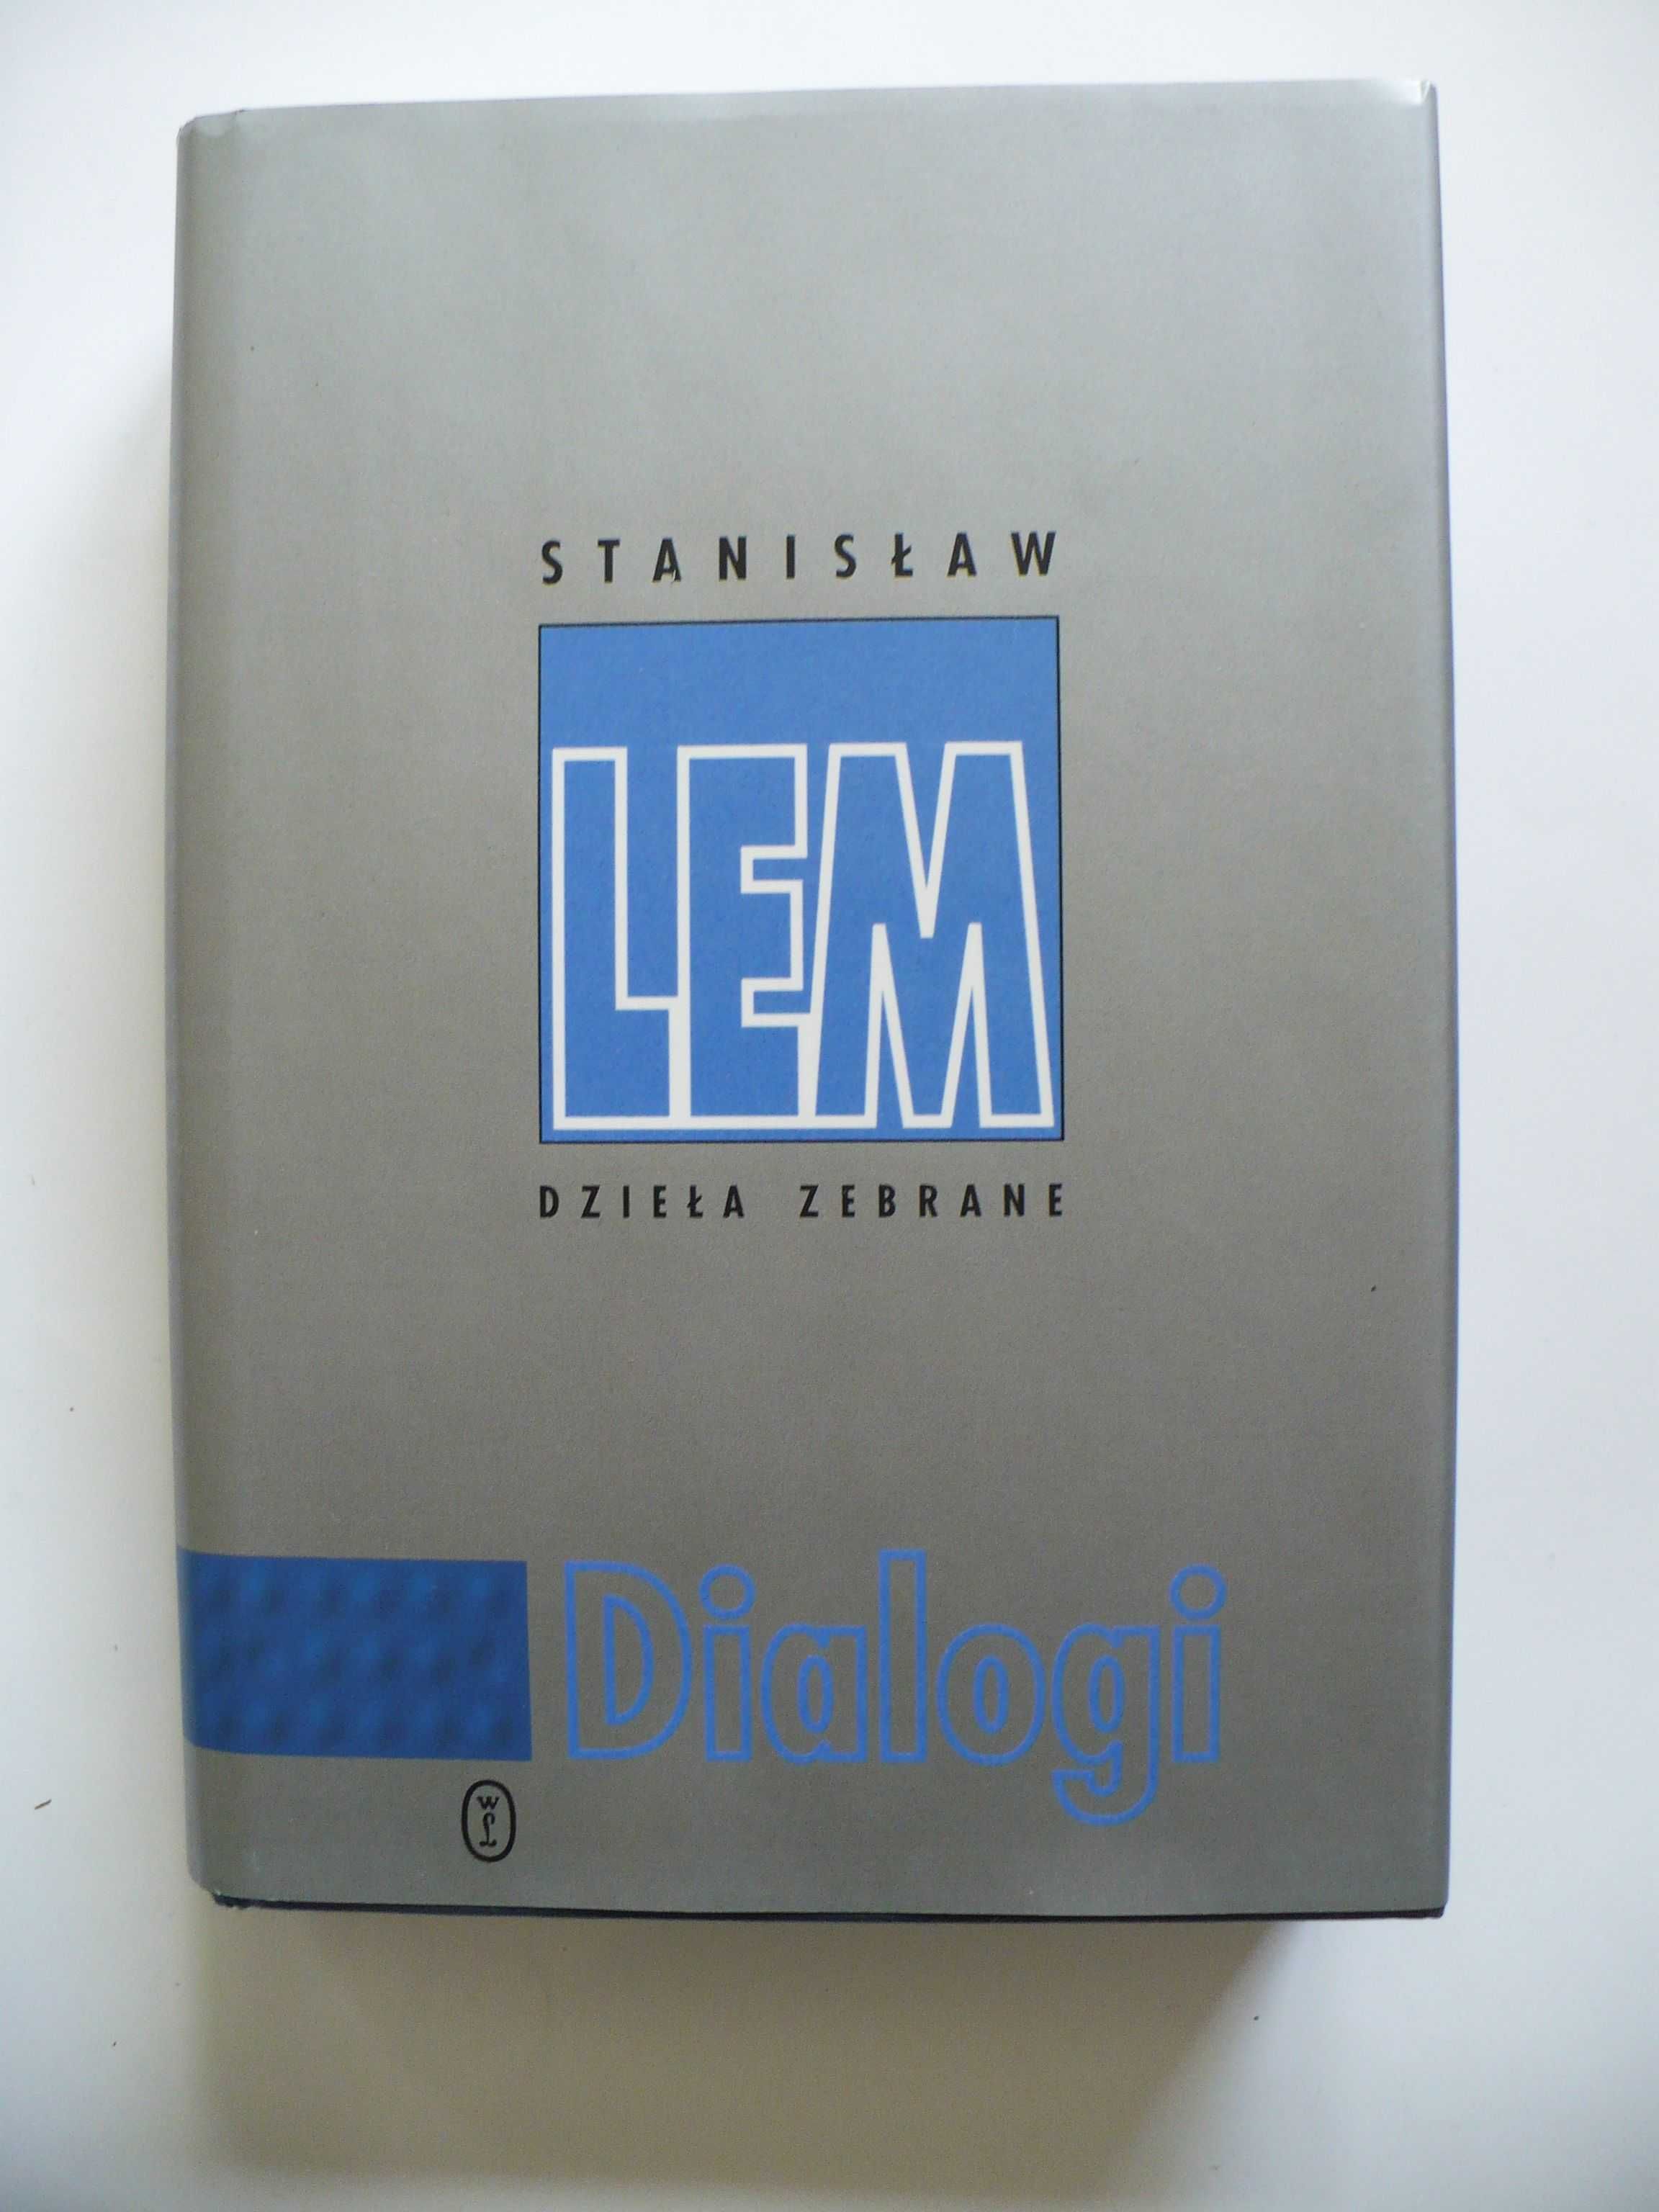 STANISŁAW
LEM
DZIEŁA ZEBRANE
Dialogi
WL